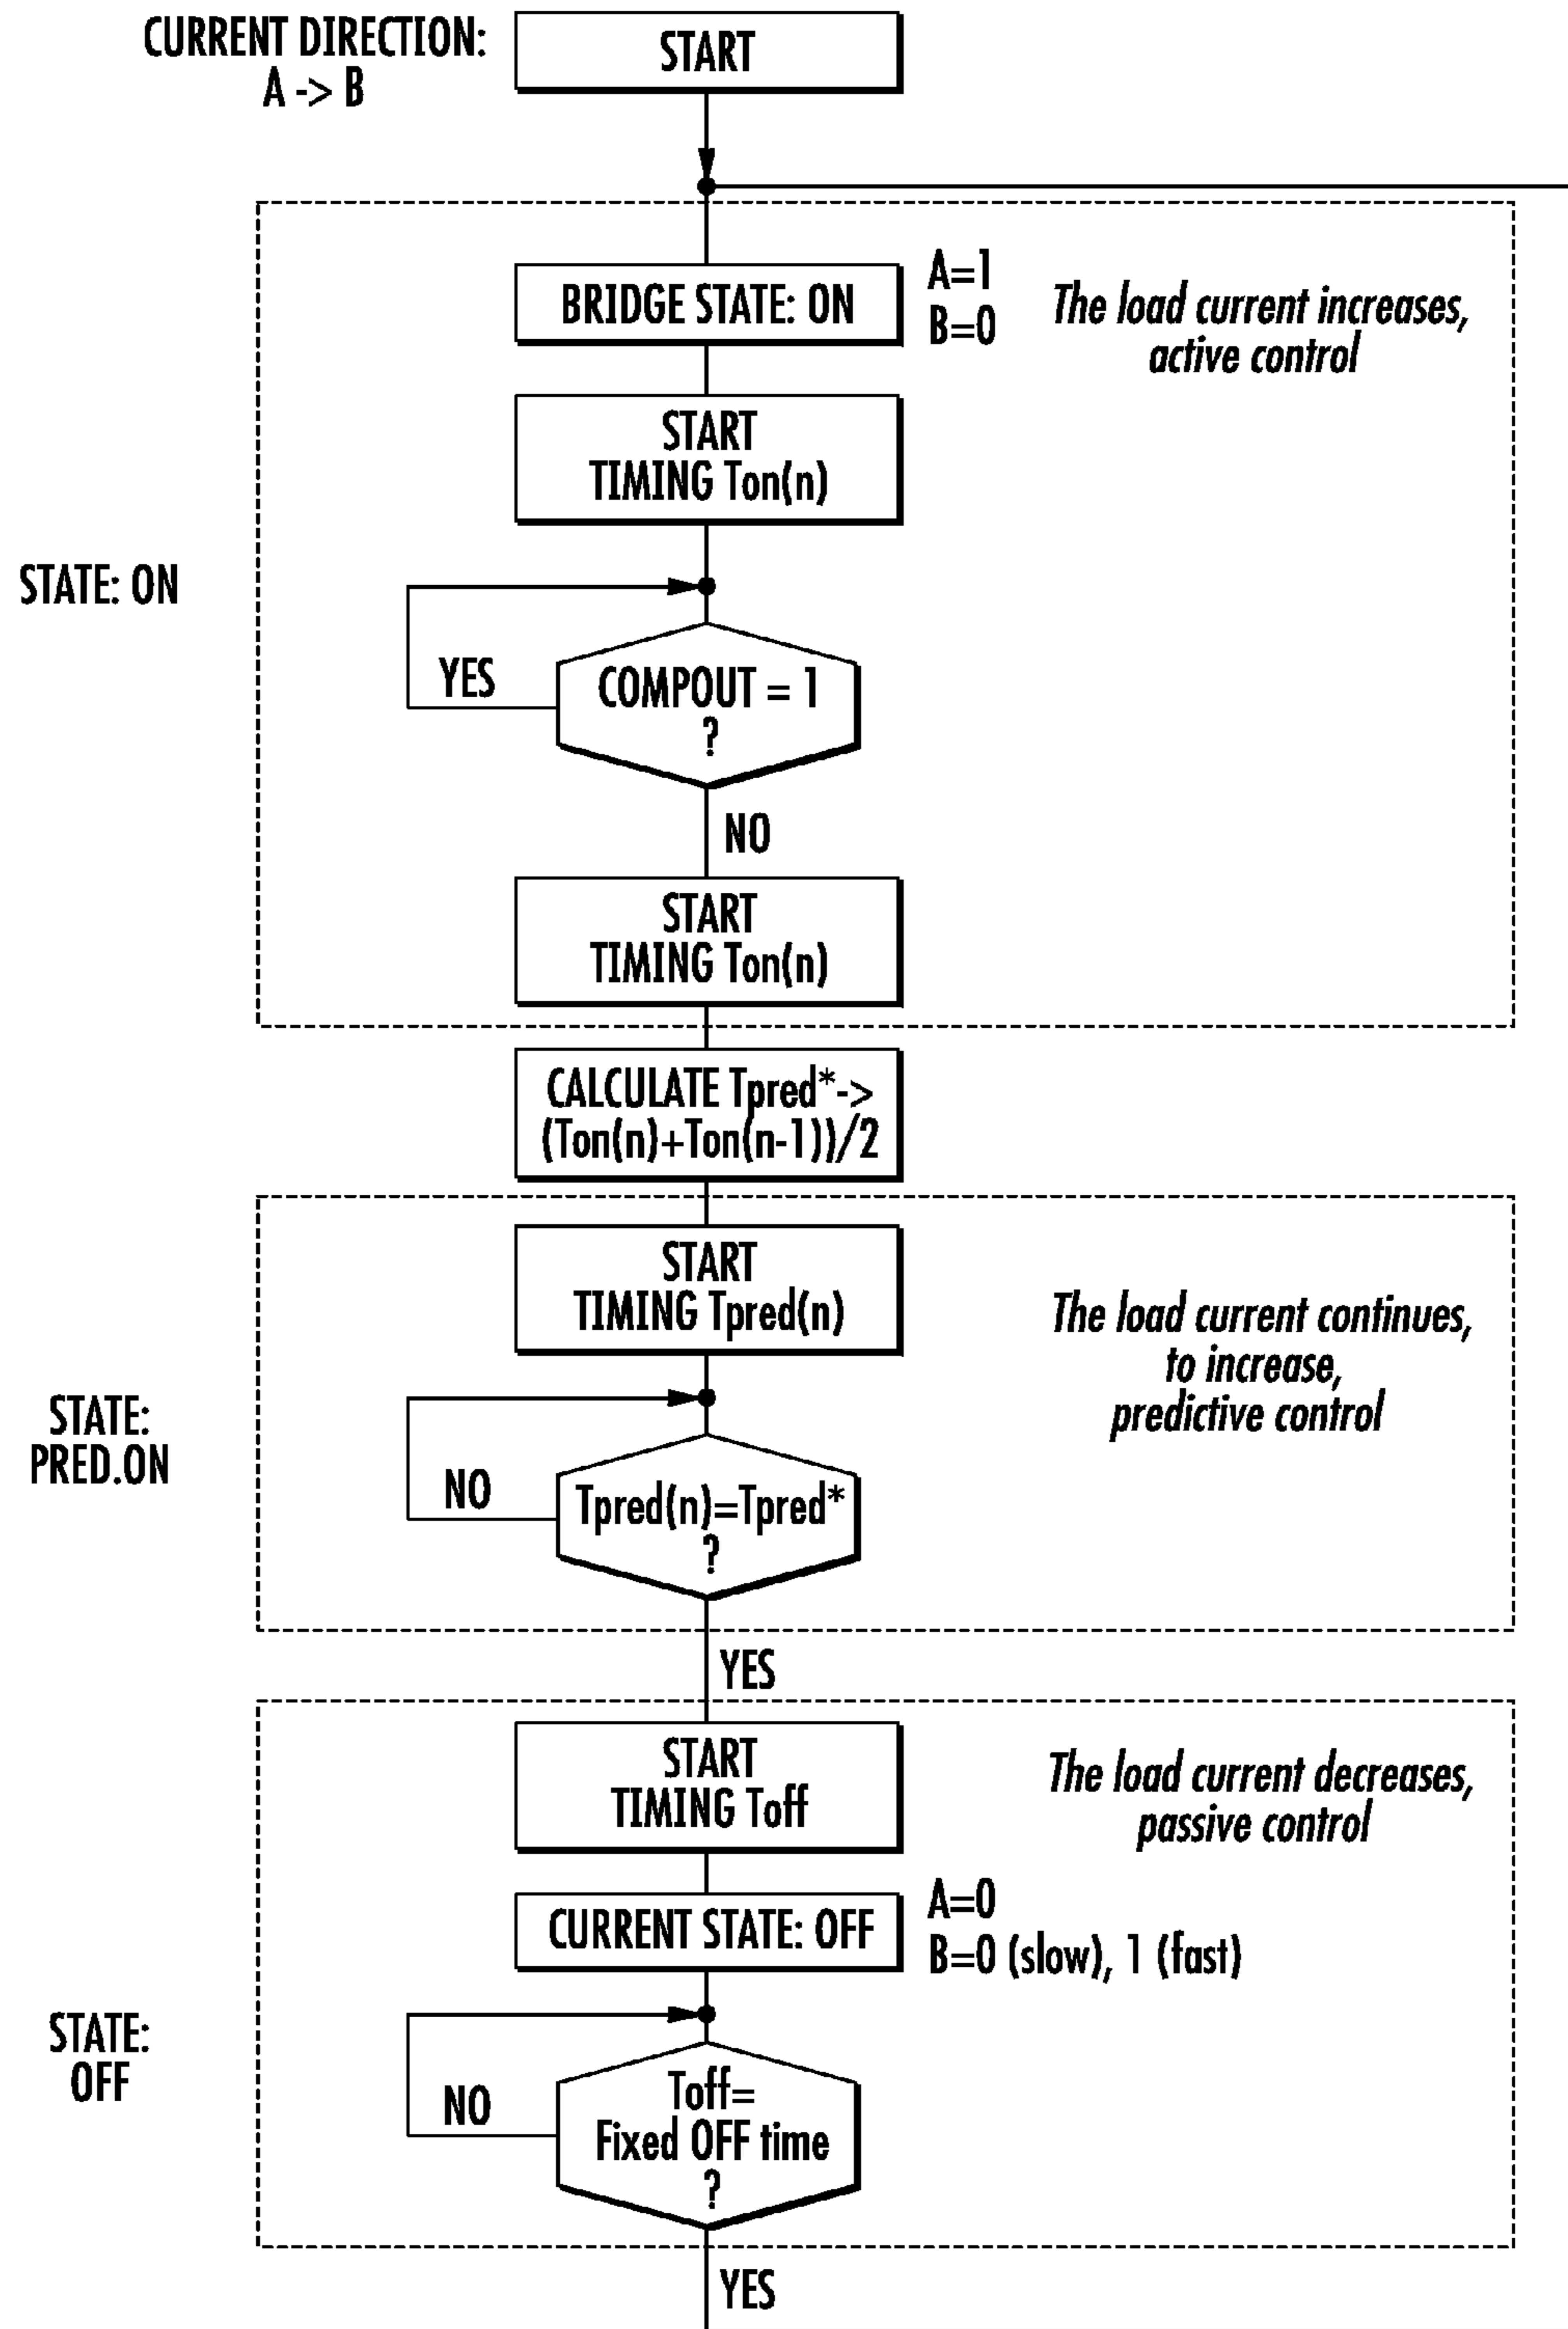 CURRENT DIRECTION:
A -> B
START
BRIDGE STATE: ON
A=1
B=0
The load current increases,
active control
START
TIMING Ton(n)
STATE: ON
YES
COMPOUT = 1
?
NO
START
TIMING Ton(n)
CALCULATE Tpred*->
(Ton(n)+Ton(n-1))/2
START
TIMING Tpred(n)
The load current continues,
to increase,
predictive control
STATE:
PRED.ON
NO
Tpred(n)=Tpred*
?
YES
START
TIMING Toff
The load current decreases,
passive control
CURRENT STATE: OFF
A=0
B=0 (slow), 1 (fast)
STATE:
OFF
NO
Toff=
Fixed OFF time
?
YES